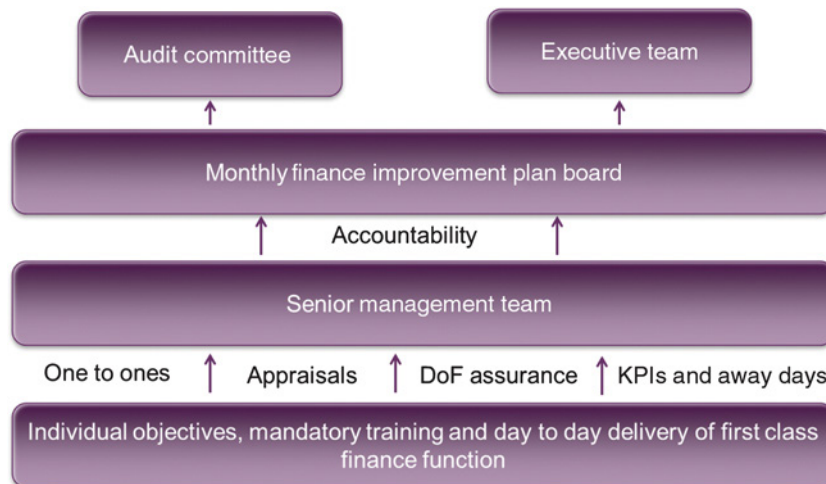 Audit committee
Executive team
Monthly finance improvement plan board
Accountability
Senior management team
One to ones
Appraisals
DoF assurance
KPIs and away days
Individual objectives, mandatory training and day to day delivery of first class
finance function